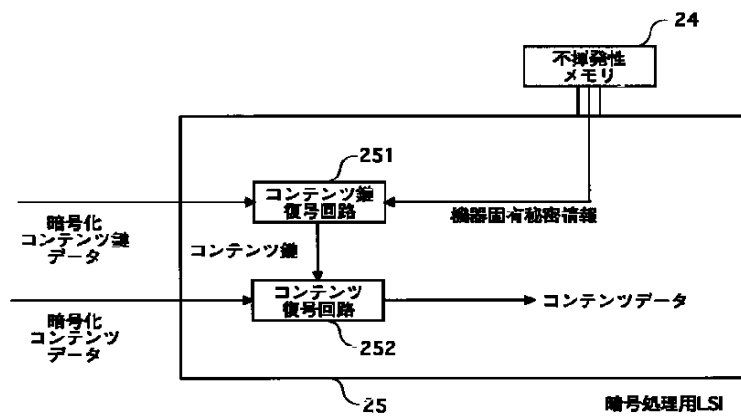 24
不揮発性
メモリ
251
コンテンツ鍵
復号回路
機器固有秘密情報
暗号化
コンテンツ鍵
データ
コンテンツ鍵
コンテンツ
復号回路
コンテンツデータ
暗号化
コンテンツ
データ
252
25
暗号処理用LSI